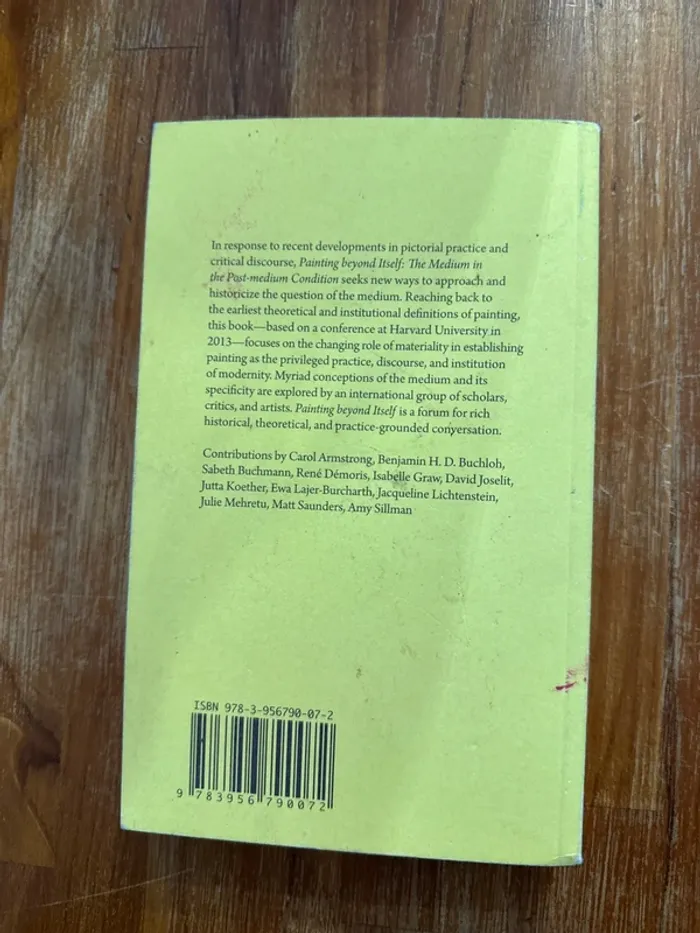 In response to recent developments in pictorial practice and
critical discourse, Painting beyond Itself: The Medium in
the Post-medium Condition seeks new ways to approach and
historicize the question of the medium. Reaching back to
the earliest theoretical and institutional definitions of painting,
this book—based on a conference at Harvard University in
2013—focuses on the changing role of materiality in establishing
painting as the privileged practice, discourse, and institution
of modernity. Myriad conceptions of the medium and its
specificity are explored by an international group of scholars,
critics, and artists. Painting beyond Itself is a forum for rich
historical, theoretical, and practice-grounded conversation.
Contributions by Carol Armstrong, Benjamin H. D. Buchloh,
Sabeth Buchmann, René Démoris, Isabelle Graw, David Joselit,
Jutta Koether, Ewa Lajer-Burcharth, Jacqueline Lichtenstein,
Julie Mehretu, Matt Saunders, Amy Sillman
ISBN 978-3-956790-07-2
9 783956 790072